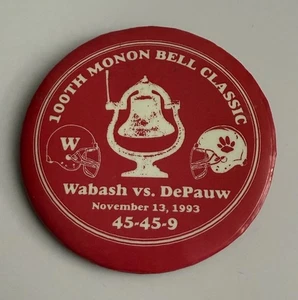 100TH MONON BELL CLASSIC
W
Wabash vs. DePauw
November 13, 1993
45-45-9